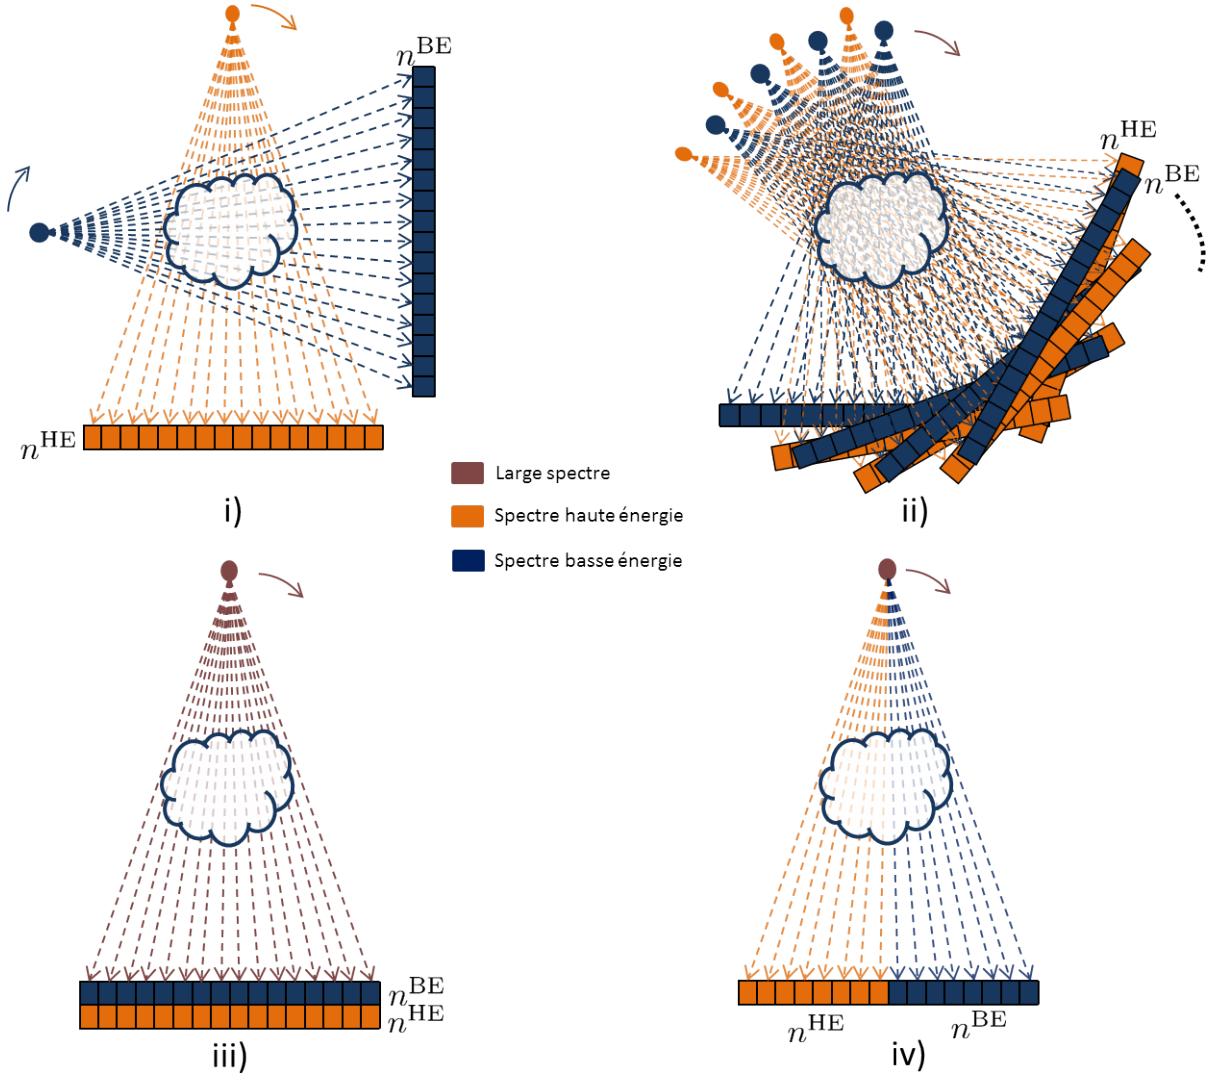 n^BE
n^HE
i)
n^HE
n^BE
ii)
Large spectre
Spectre haute énergie
Spectre basse énergie
n^BE
n^HE
iii)
n^HE
n^BE
iv)